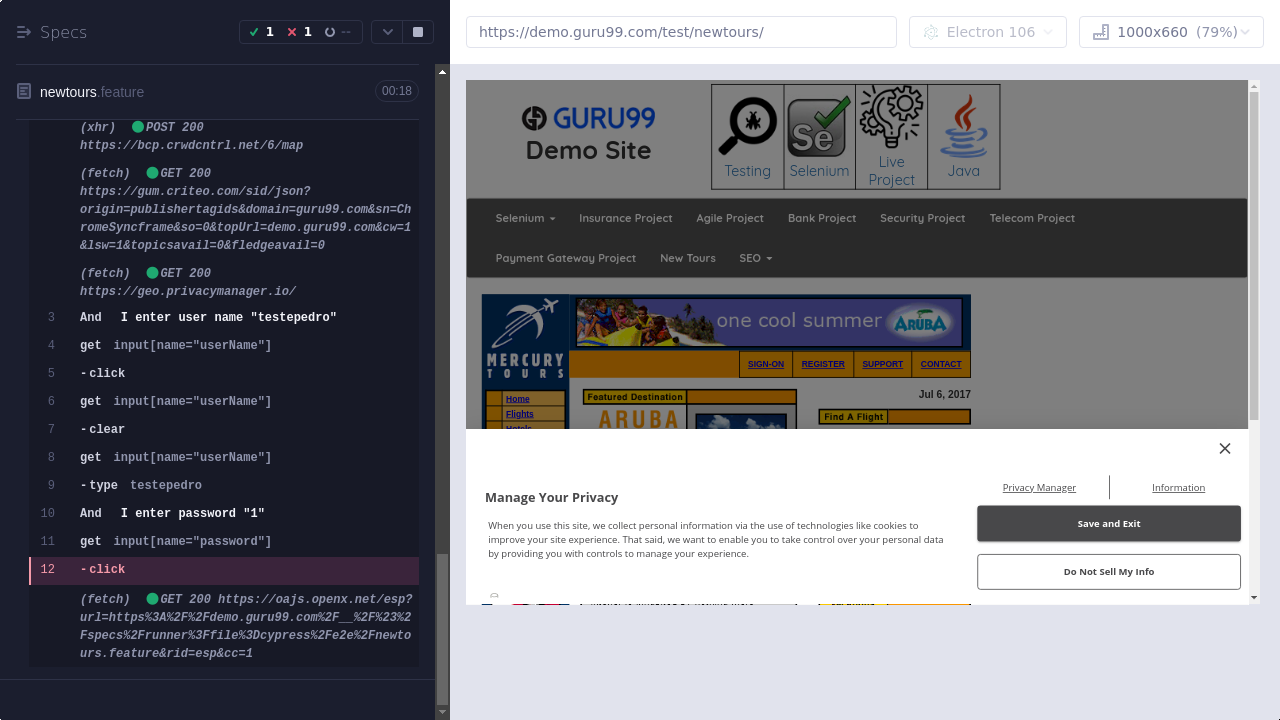 Specs
1
1
--
newtours.feature
00:18
(xhr) POST 200
https://bcp.crwdcntrl.net/6/map
(fetch) GET 200
https://gum.criteo.com/sid/json?
origin=publishertagids&domain=guru99.com&sn=Ch
romeSyncframe&so=0&topUrl=demo.guru99.com&cw=1
&lsw=1&topicsavail=0&fledgeavail=0
(fetch) GET 200
https://geo.privacymanager.io/
3 And I enter user name "testepedro"
4 get input[name="userName"]
5 -click
6 get input[name="userName"]
7 -clear
8 get input[name="userName"]
9 -type testepedro
10 And I enter password "1"
11 get input[name="password"]
12 -click
(fetch) GET 200 https://oajs.openx.net/esp?
url=https%3A%2F%2Fdemo.guru99.com%2F__%2F%23%2
Fspecs%2Frunner%3Ffile%3Dcypress%2Fe2e%2Fnewto
urs.feature&rid=esp&cc=1
https://demo.guru99.com/test/newtours/
Electron 106
1000x660 (79%)
GURU99
Demo Site
Testing
Se
Selenium
Live
Project
Java
Selenium Insurance Project Agile Project Bank Project Security Project Telecom Project
Payment Gateway Project New Tours SEO
MERCURY
TOURS
one cool summer ARUBA
SIGN-ON REGISTER SUPPORT CONTACT
Home
Flights
Hotels
Featured Destination
ARUBA
Jul 6, 2017
Find A Flight
Manage Your Privacy
When you use this site, we collect personal information via the use of technologies like cookies to
improve your site experience. That said, we want to enable you to take control over your personal data
by providing you with controls to manage your experience.
Privacy Manager
Information
Save and Exit
Do Not Sell My Info